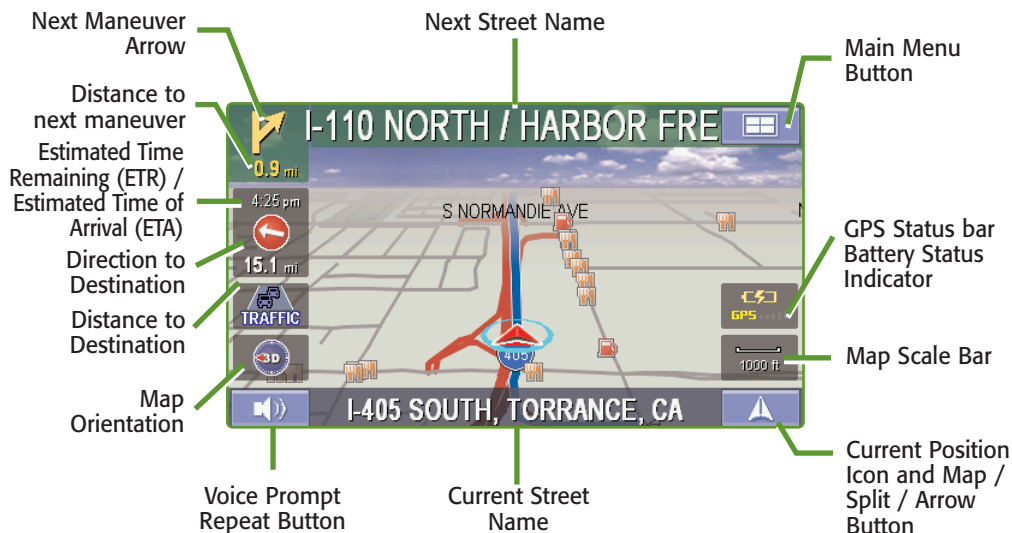 Next Maneuver
Arrow
Next Street Name
Main Menu
Button
Distance to
next maneuver
Estimated Time
Remaining (ETR) /
Estimated Time of
Arrival (ETA)
Direction to
Destination
Distance to
Destination
Map
Orientation
I-110 NORTH / HARBOR FRE
0.9 mi
4:25 pm
15.1 mi
TRAFFIC
3D
S NORMANDIE AVE
405
GPS
1000 ft
I-405 SOUTH, TORRANCE, CA
GPS Status bar
Battery Status
Indicator
Map Scale Bar
Voice Prompt
Repeat Button
Current Street
Name
Current Position
Icon and Map /
Split / Arrow
Button